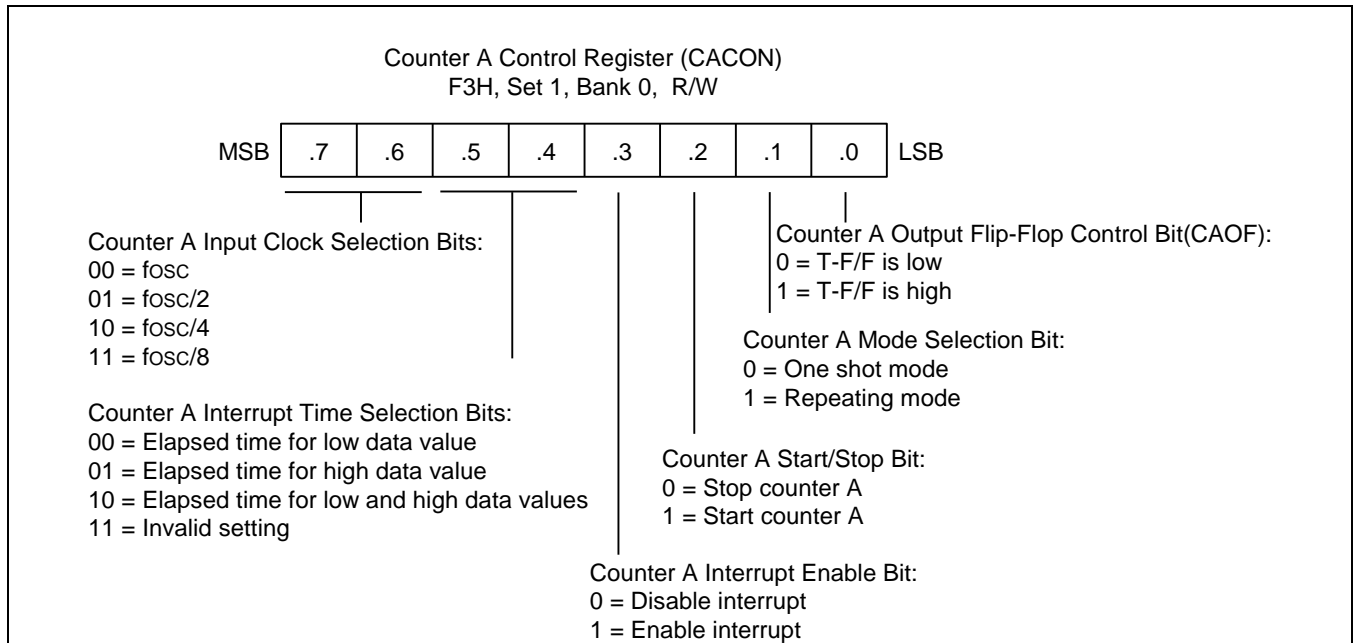 Counter A Control Register (CACON)
F3H, Set 1, Bank 0, R/W
MSB .7 .6 .5 .4 .3 .2 .1 .0 LSB
Counter A Input Clock Selection Bits:
00 = fOSC
01 = fOSC/2
10 = fOSC/4
11 = fOSC/8
Counter A Output Flip-Flop Control Bit(CAOF):
0 = T-F/F is low
1 = T-F/F is high
Counter A Mode Selection Bit:
0 = One shot mode
1 = Repeating mode
Counter A Interrupt Time Selection Bits:
00 = Elapsed time for low data value
01 = Elapsed time for high data value
10 = Elapsed time for low and high data values
11 = Invalid setting
Counter A Start/Stop Bit:
0 = Stop counter A
1 = Start counter A
Counter A Interrupt Enable Bit:
0 = Disable interrupt
1 = Enable interrupt